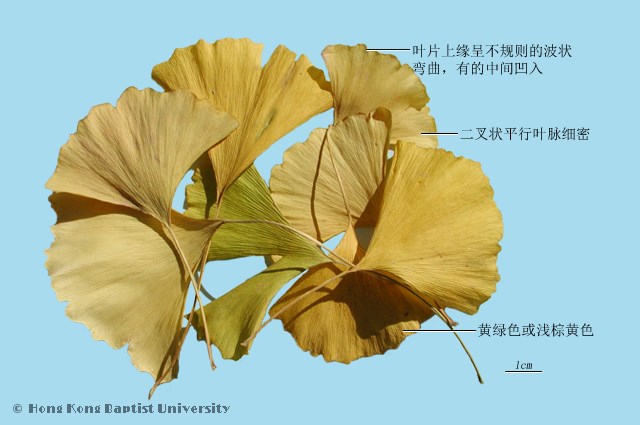 叶片上缘呈不规则的波状
弯曲，有的中间凹入
二叉状平行叶脉细密
黄绿色或浅棕黄色
1cm
© Hong Kong Baptist University